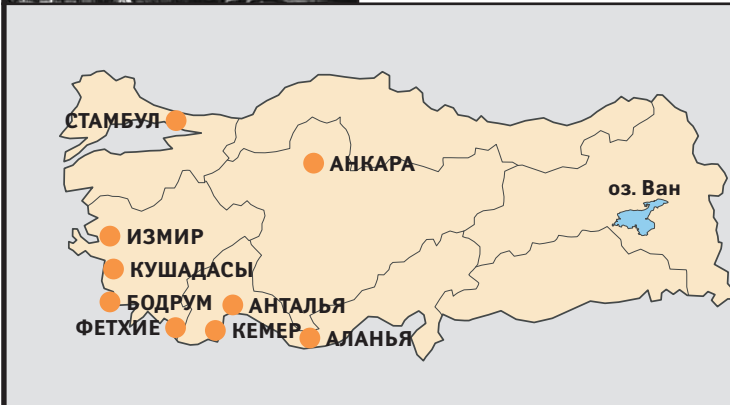 СТАМБУЛ
АНКАРА
оз. Ван
ИЗМИР
КУШАДАСЫ
БОДРУМ
АНТАЛЬЯ
ФЕТХИЕ
КЕМЕР
АЛАНЬЯ